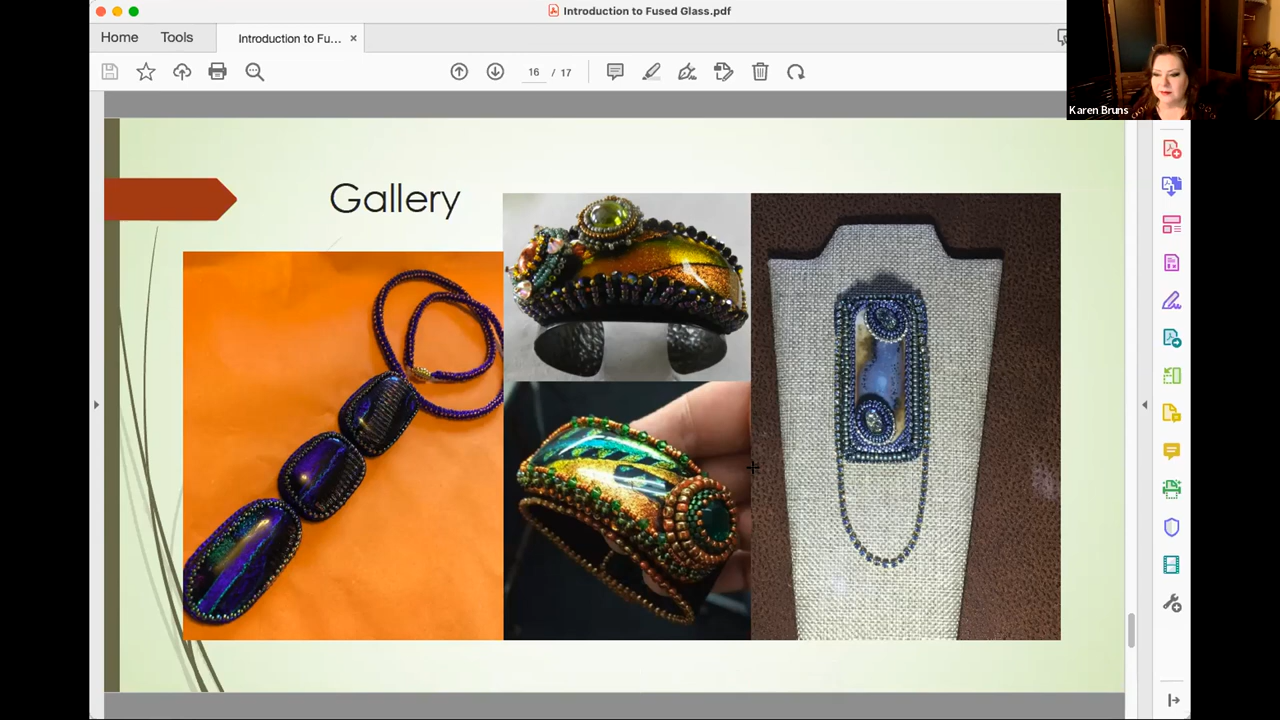 Introduction to Fused Glass.pdf
Home
Tools
Introduction to Fu...
16 / 17
Karen Bruns
Gallery